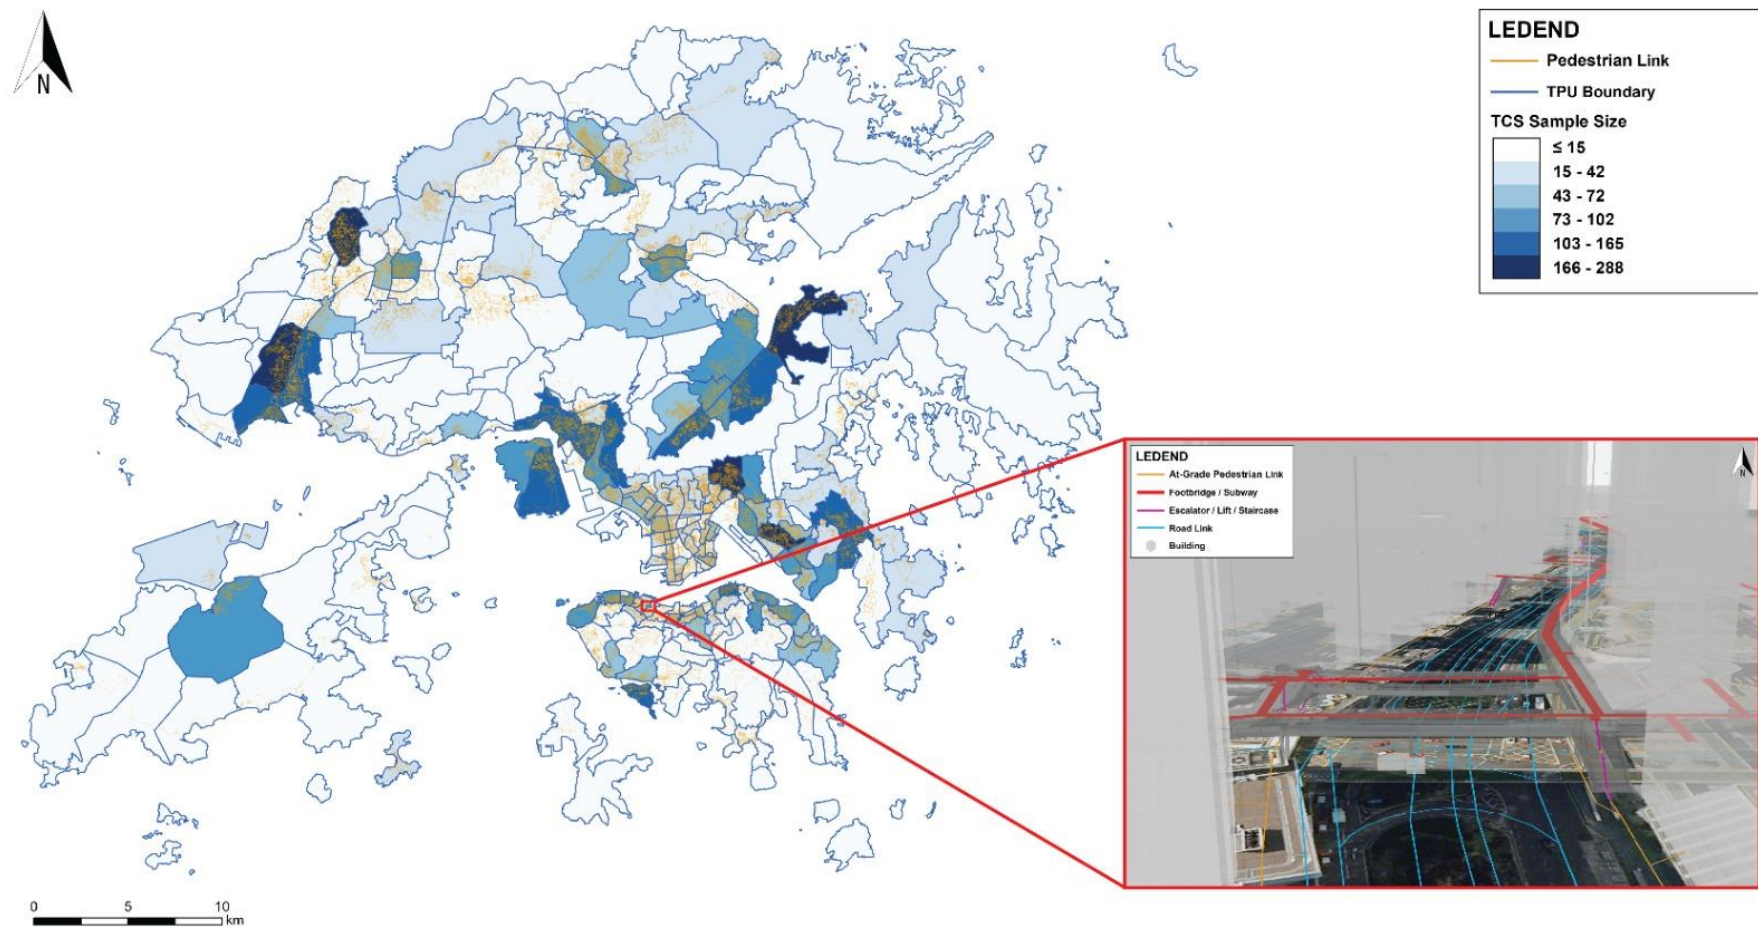 LEDEND
Pedestrian Link
TPU Boundary
TCS Sample Size
≤ 15
15 - 42
43 - 72
73 - 102
103 - 165
166 - 288
N
LEDEND
At-Grade Pedestrian Link
Footbridge / Subway
Escalator / Lift / Staircase
Road Link
Building
N
0 5 10
km